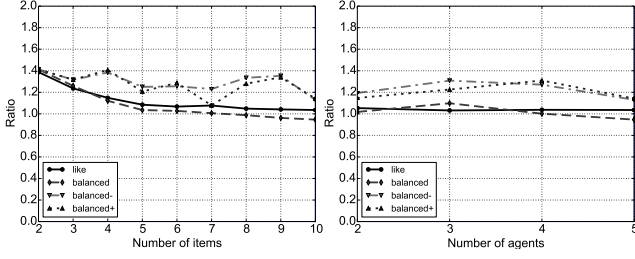 2.0
1.8
1.6
1.4
1.2
1.0
0.8
0.6
0.4
0.2
0.0
Ratio
like
balanced
balanced-
balanced+
2 3 4 5 6 7 8 9 10
Number of items
2.0
1.8
1.6
1.4
1.2
1.0
0.8
0.6
0.4
0.2
0.0
Ratio
like
balanced
balanced-
balanced+
2 3 4 5
Number of agents